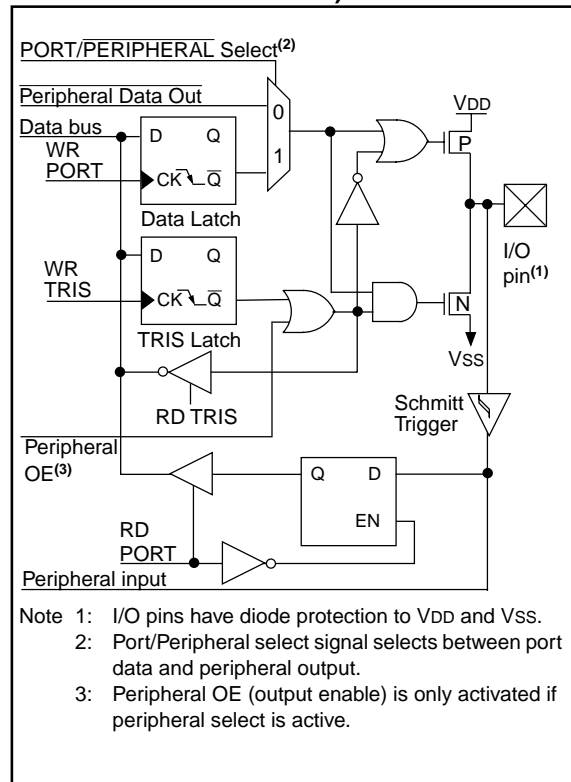 PORT/PERIPHERAL Select(2)
Peripheral Data Out
Data bus
WR
PORT
D Q
CK Q
Data Latch
0
1
VDD
P
I/O
pin(1)
WR
TRIS
D Q
CK Q
TRIS Latch
N
VSS
RD TRIS
Schmitt
Trigger
Peripheral
OE(3)
Q D
EN
RD
PORT
Peripheral input
Note 1: I/O pins have diode protection to VDD and VSS.
2: Port/Peripheral select signal selects between port
data and peripheral output.
3: Peripheral OE (output enable) is only activated if
peripheral select is active.